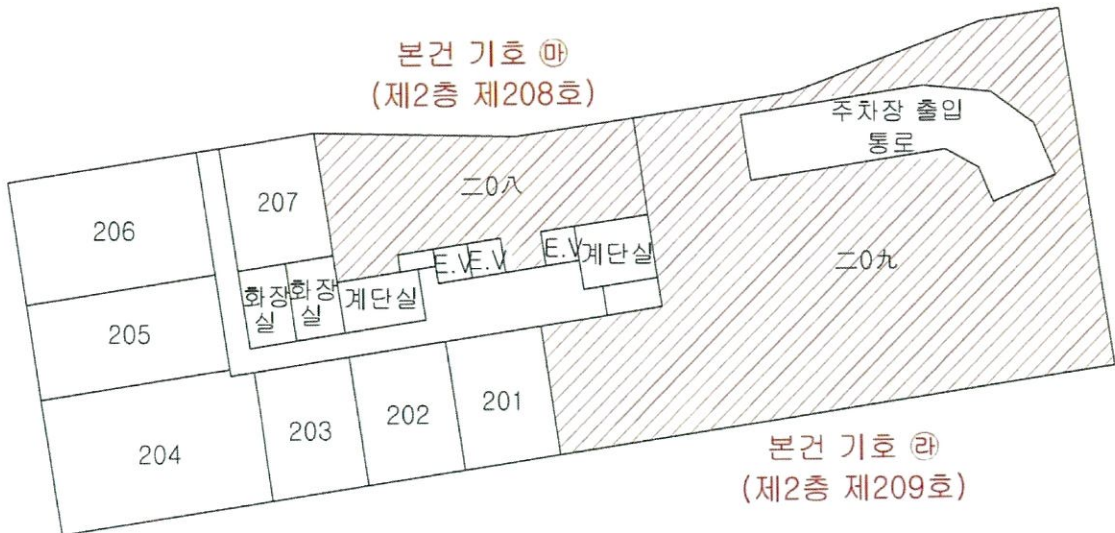 본건 기호 ㉮
(제2층 제208호)
주차장 출입
통로
207
二0八
206
E.V
E.V
E.V
계단실
二0九
화장
실
화장
실
계단실
205
201
202
203
204
본건 기호 ㉱
(제2층 제209호)